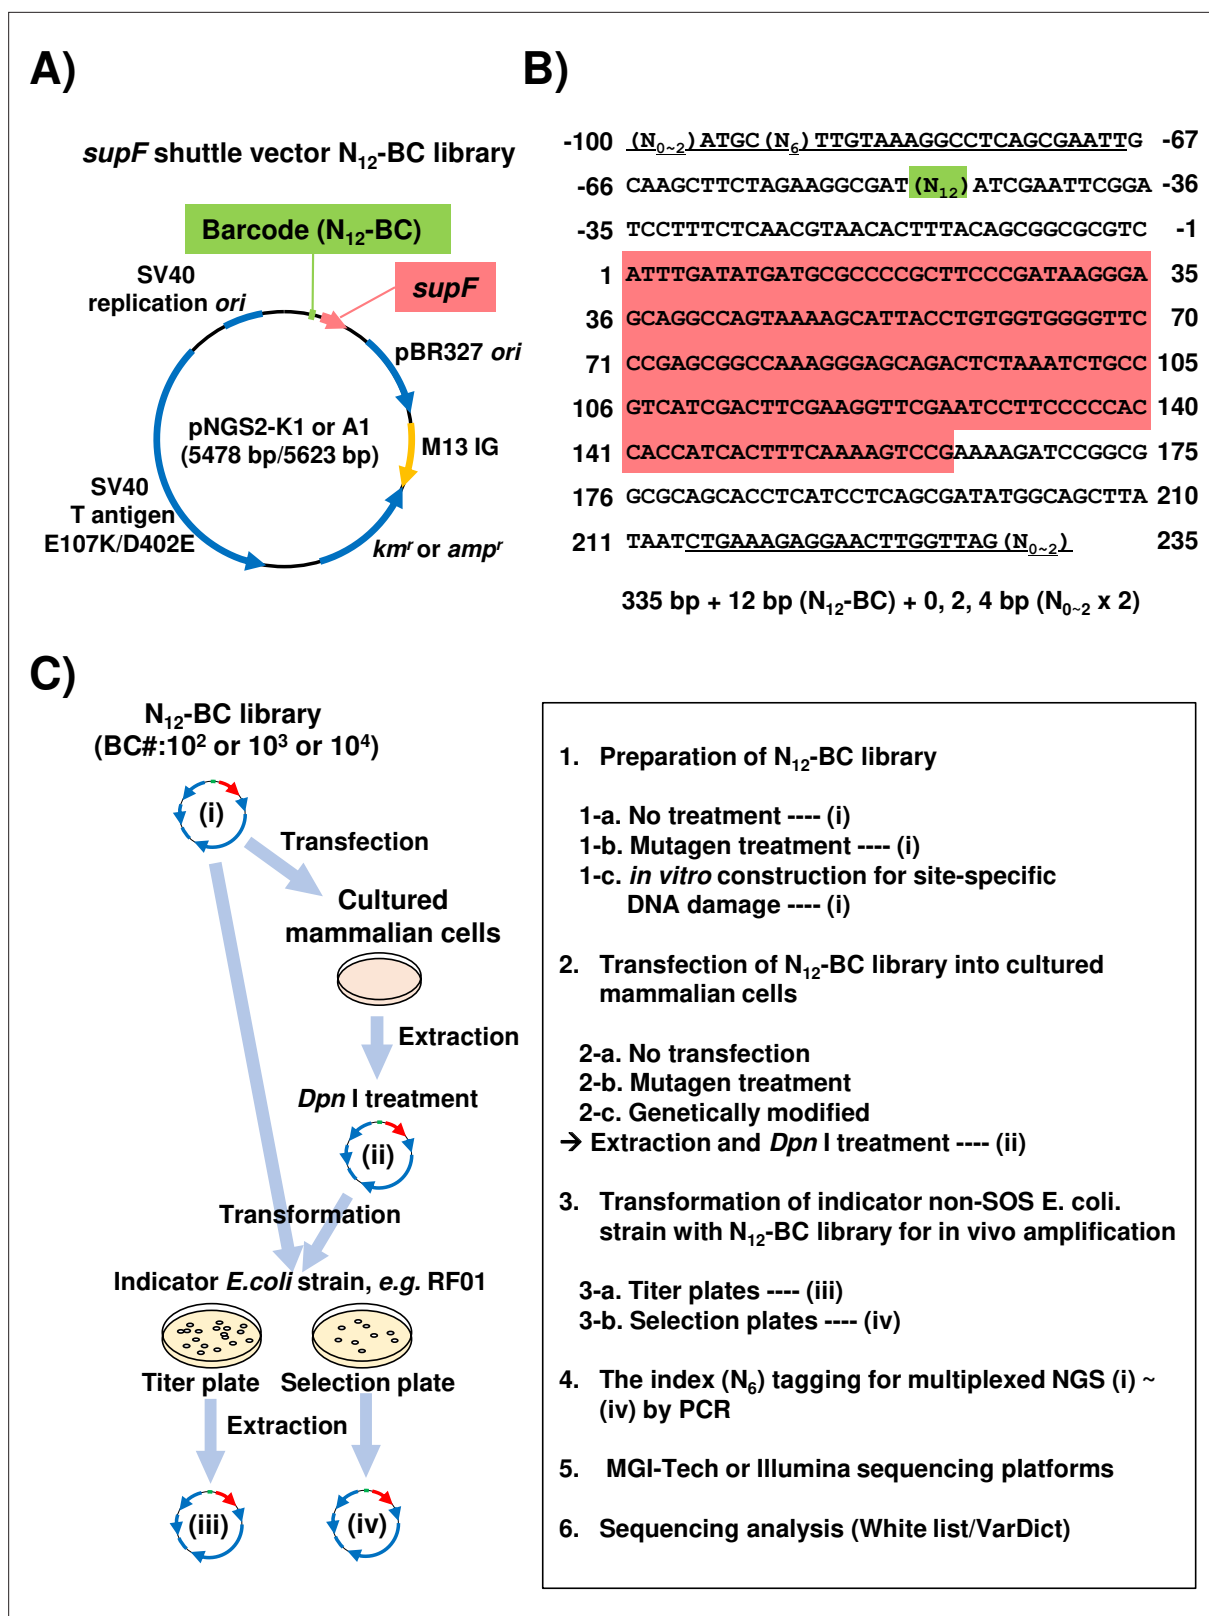 A)
supF shuttle vector N₁₂-BC library
Barcode (N₁₂-BC)
SV40
replication ori
supF
pBR327 ori
pNGS2-K1 or A1
(5478 bp/5623 bp)
M13 IG
SV40
T antigen
E107K/D402E
kmʳ or ampʳ
B)
-100 (N₀~₂)ATGC(N₆)TTGTAAAGGCCTCAGCGAATTG -67
-66 CAAGCTTCTAGAAGGCGAT(N₁₂)ATCGAATTCGGA -36
-35 TCCTTTCTCAACGTAACACTTTACAGCGGCGCGTC -1
1 ATTTGATATGATGCGCCCCGCTTCCCGATAAGGGA 35
36 GCAGGCCAGTAAAAGCATTACCTGTGGTGGGGTTC 70
71 CCGAGCGGCCAAAGGGAGCAGACTCTAAATCTGCC 105
106 GTCATCGACTTCGAAGGTTCGAATCCTTCCCCCAC 140
141 CACCATCACTTTCAAAAGTCCGAAAAGATCCGGCG 175
176 GCGCAGCACCTCATCCTCAGCGATATGGCAGCTTA 210
211 TAATCTGAAAGAGGAACTTGGTTAG(N₀~₂) 235
335 bp + 12 bp (N₁₂-BC) + 0, 2, 4 bp (N₀~₂ x 2)
C)
N₁₂-BC library
(BC#:10² or 10³ or 10⁴)
(i)
Transfection
Cultured
mammalian cells
Extraction
Dpn I treatment
(ii)
Transformation
Indicator E.coli strain, e.g. RF01
Titer plate Selection plate
Extraction
(iii)
(iv)
1. Preparation of N₁₂-BC library
1-a. No treatment ---- (i)
1-b. Mutagen treatment ---- (i)
1-c. in vitro construction for site-specific
DNA damage ---- (i)
2. Transfection of N₁₂-BC library into cultured
mammalian cells
2-a. No transfection
2-b. Mutagen treatment
2-c. Genetically modified
→ Extraction and Dpn I treatment ---- (ii)
3. Transformation of indicator non-SOS E. coli.
strain with N₁₂-BC library for in vivo amplification
3-a. Titer plates ---- (iii)
3-b. Selection plates ---- (iv)
4. The index (N₆) tagging for multiplexed NGS (i) ~
(iv) by PCR
5. MGI-Tech or Illumina sequencing platforms
6. Sequencing analysis (White list/VarDict)